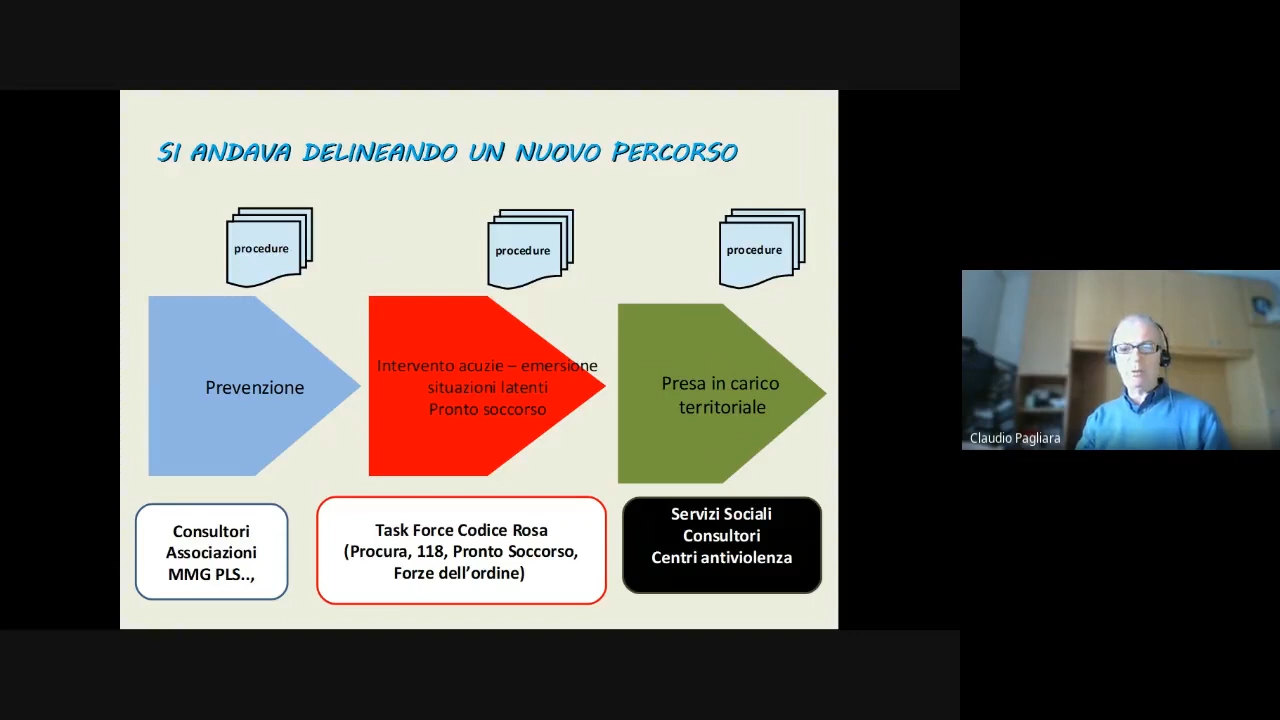 SI ANDAVA DELINEANDO UN NUOVO PERCORSO
procedure
procedure
procedure
Prevenzione
Intervento acuzie – emersione
situazioni latenti
Pronto soccorso
Presa in carico
territoriale
Consultori
Associazioni
MMG PLS..,
Task Force Codice Rosa
(Procura, 118, Pronto Soccorso,
Forze dell’ordine)
Servizi Sociali
Consultori
Centri antiviolenza
Claudio Pagliara